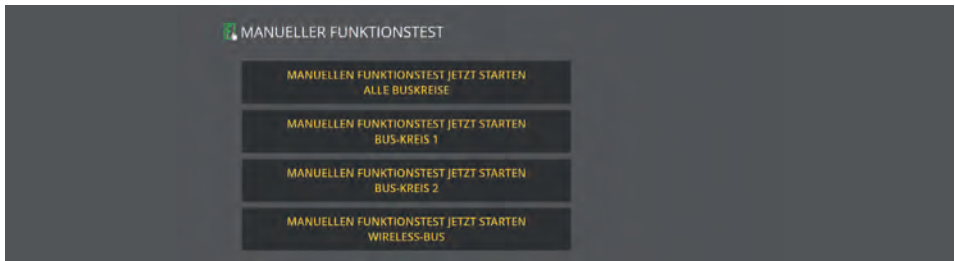 MANUELLER FUNKTIONSTEST
MANUELLEN FUNKTIONSTEST JETZT STARTEN
ALLE BUSKREISE
MANUELLEN FUNKTIONSTEST JETZT STARTEN
BUS-KREIS 1
MANUELLEN FUNKTIONSTEST JETZT STARTEN
BUS-KREIS 2
MANUELLEN FUNKTIONSTEST JETZT STARTEN
WIRELESS-BUS